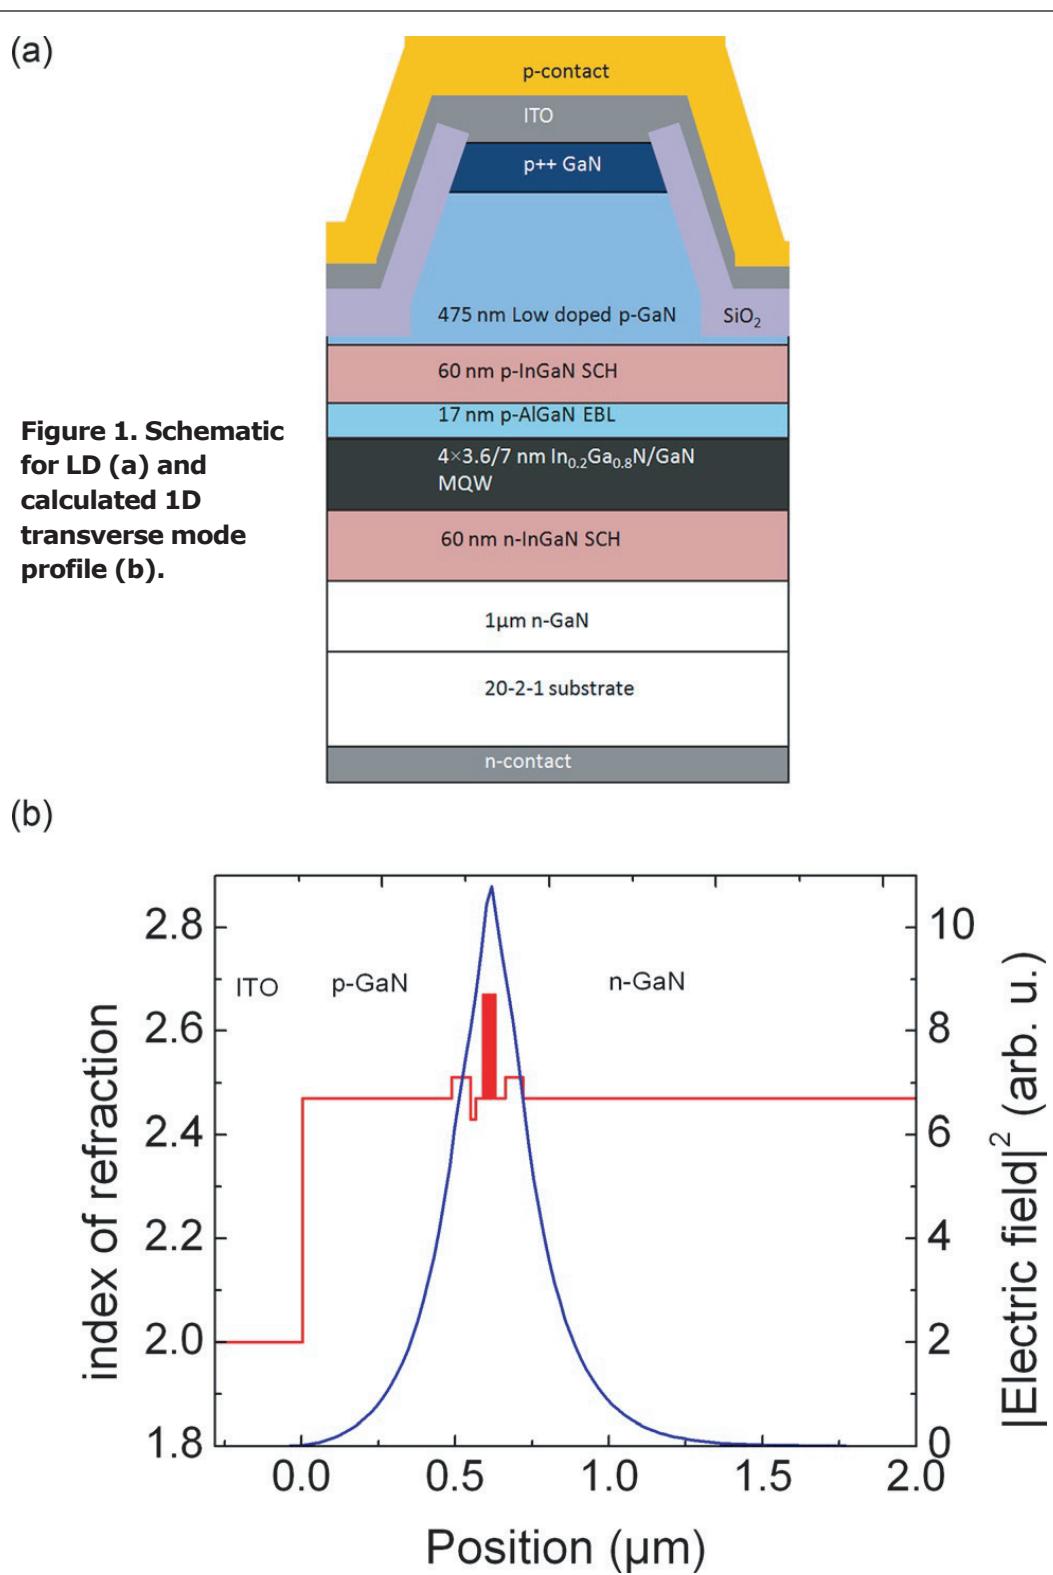 (a)
p-contact
ITO
p++ GaN
475 nm Low doped p-GaN
SiO₂
60 nm p-InGaN SCH
17 nm p-AlGaN EBL
4×3.6/7 nm In₀.₂Ga₀.₈N/GaN
MQW
60 nm n-InGaN SCH
1µm n-GaN
20-2-1 substrate
n-contact
Figure 1. Schematic
for LD (a) and
calculated 1D
transverse mode
profile (b).
(b)
ITO
p-GaN
n-GaN
index of refraction
2.8
2.6
2.4
2.2
2.0
1.8
10
8
6
4
2
0
|Electric field|² (arb. u.)
0.0 0.5 1.0 1.5 2.0
Position (µm)